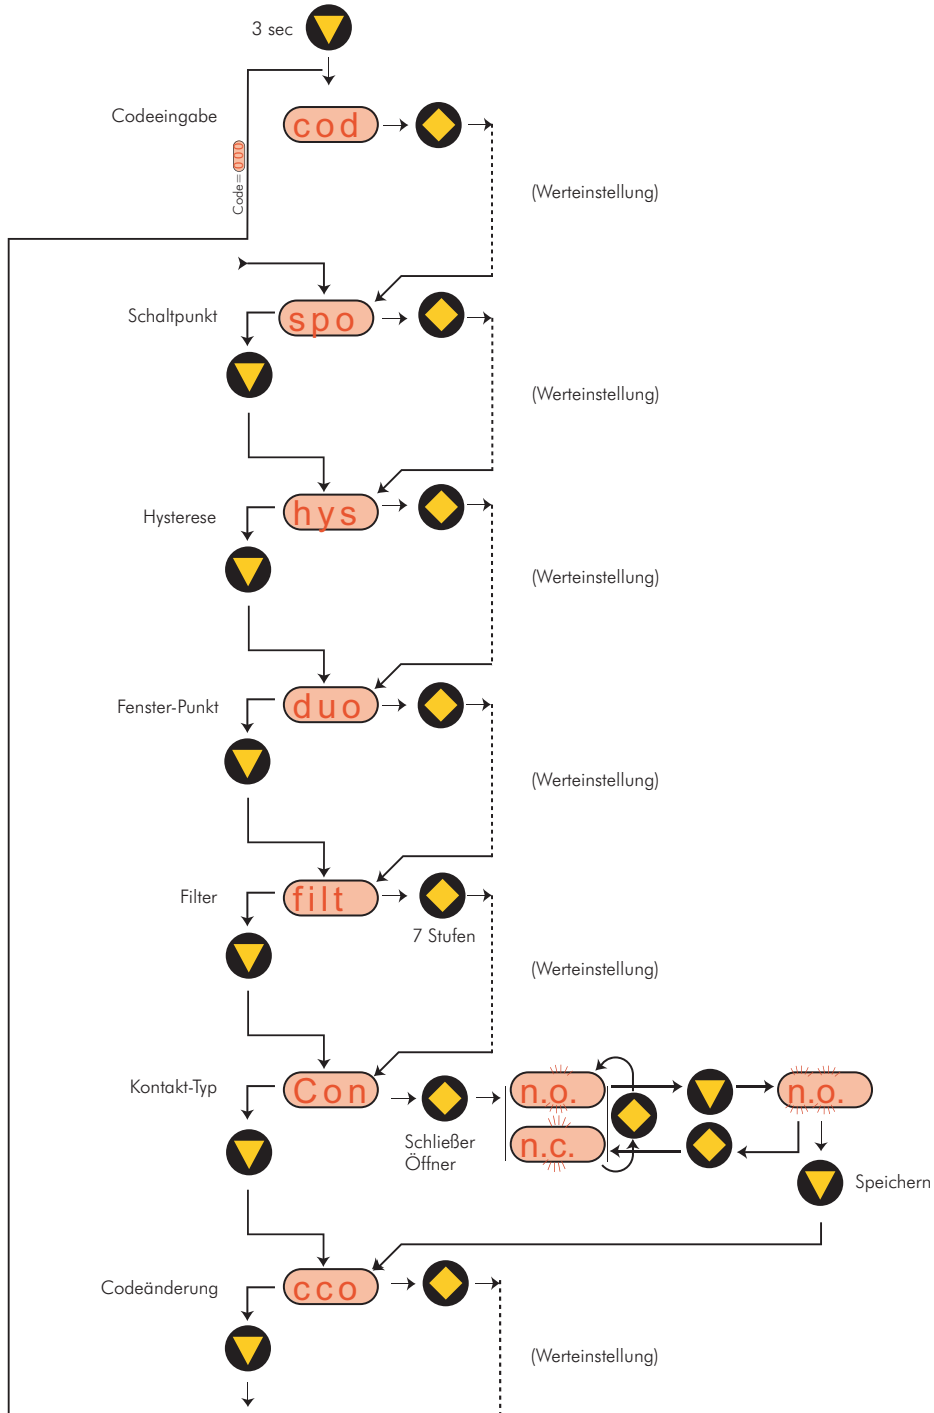 3 sec
Codeeingabe
cod
Code = 000
(Werteinstellung)
Schaltpunkt
spo
(Werteinstellung)
Hysterese
hys
(Werteinstellung)
Fenster-Punkt
duo
(Werteinstellung)
Filter
filt
7 Stufen
(Werteinstellung)
Kontakt-Typ
Con
n.o.
n.o.
n.c.
Schließer
Öffner
Speichern
Codeänderung
cco
(Werteinstellung)